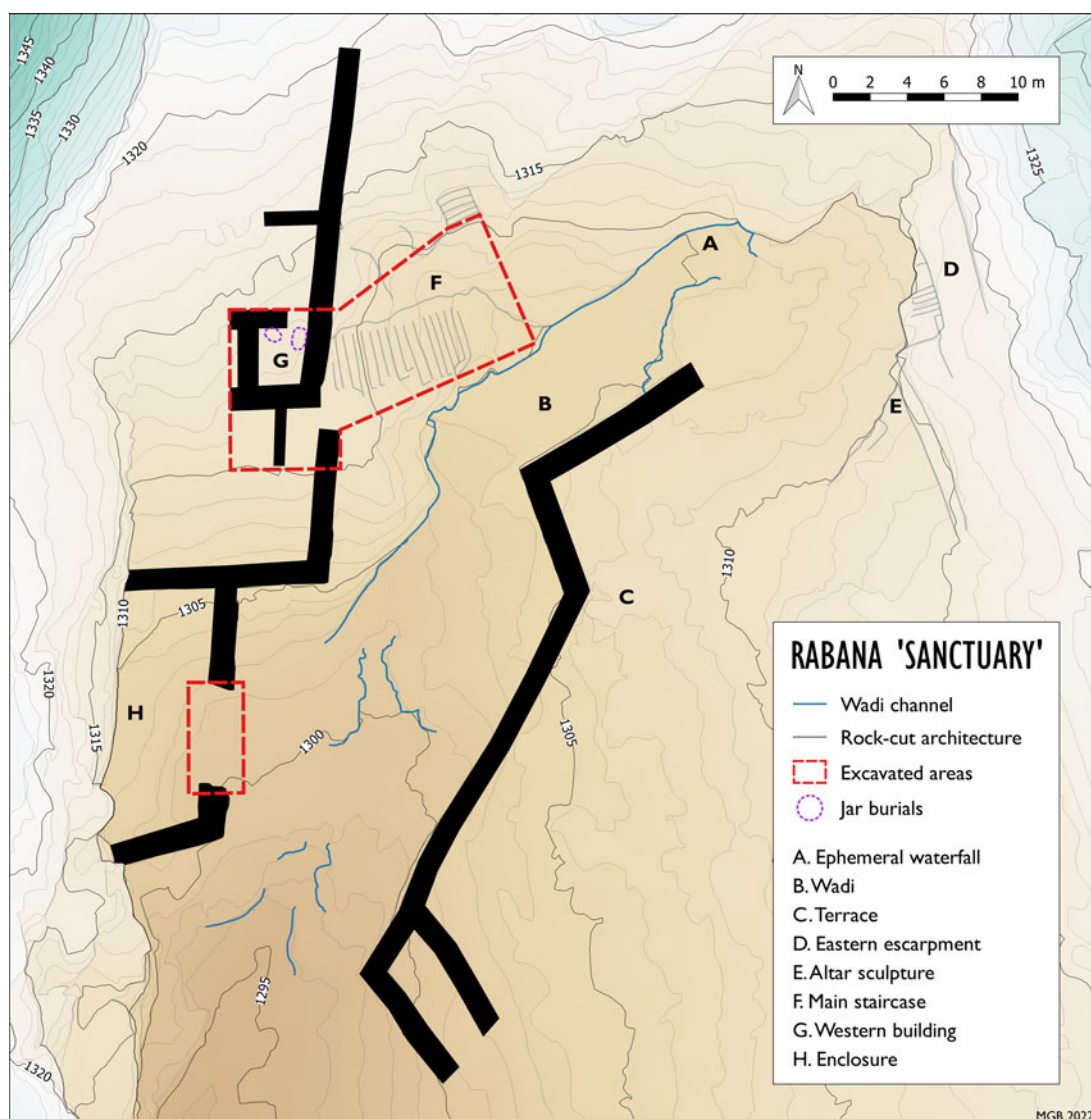 1345
1340
1335
1330
1320
1315
1325
N
0 2 4 6 8 10 m
A
D
F
G
B
E
C
1310
1310
1305
1320
1315
H
1300
1305
1295
1320
RABANA 'SANCTUARY'
Wadi channel
Rock-cut architecture
Excavated areas
Jar burials
A. Ephemeral waterfall
B. Wadi
C. Terrace
D. Eastern escarpment
E. Altar sculpture
F. Main staircase
G. Western building
H. Enclosure
MGB 2022